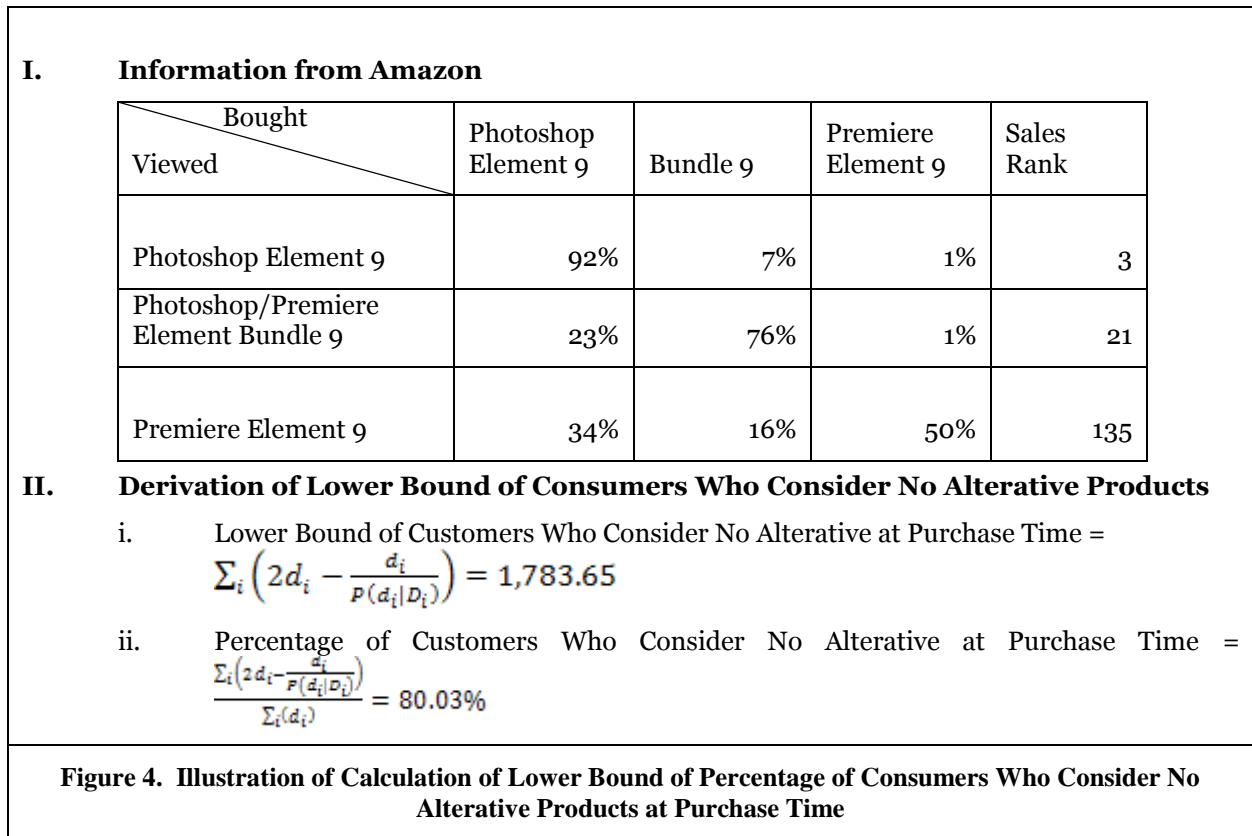 I. Information from Amazon
Bought
Viewed
Photoshop Element 9
Bundle 9
Premiere Element 9
Sales Rank
Photoshop Element 9 92% 7% 1% 3
Photoshop/Premiere Element Bundle 9 23% 76% 1% 21
Premiere Element 9 34% 16% 50% 135
II. Derivation of Lower Bound of Consumers Who Consider No Alterative Products
i. Lower Bound of Customers Who Consider No Alterative at Purchase Time =
∑i(2di − di/P(di|Di)) = 1,783.65
ii. Percentage of Customers Who Consider No Alterative at Purchase Time =
∑i(2di−di/P(di|Di))/∑i(di) = 80.03%
Figure 4. Illustration of Calculation of Lower Bound of Percentage of Consumers Who Consider No
Alterative Products at Purchase Time